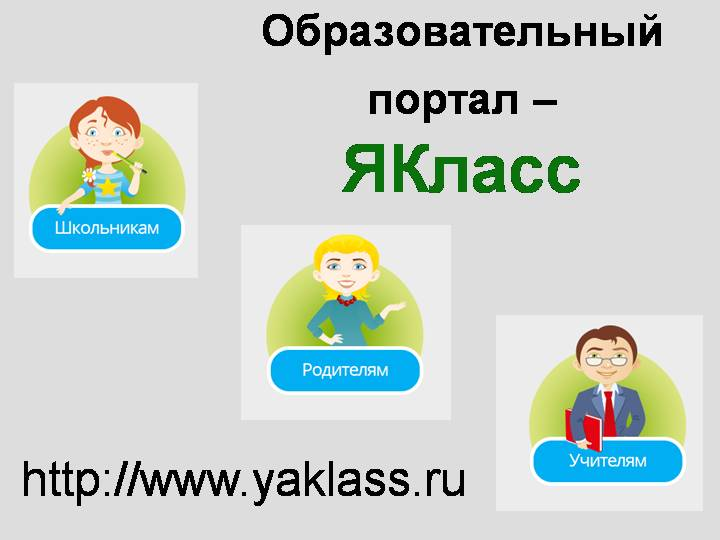 Образовательный
портал –
ЯКласс
Школьникам
Родителям
Учителям
http://www.yaklass.ru